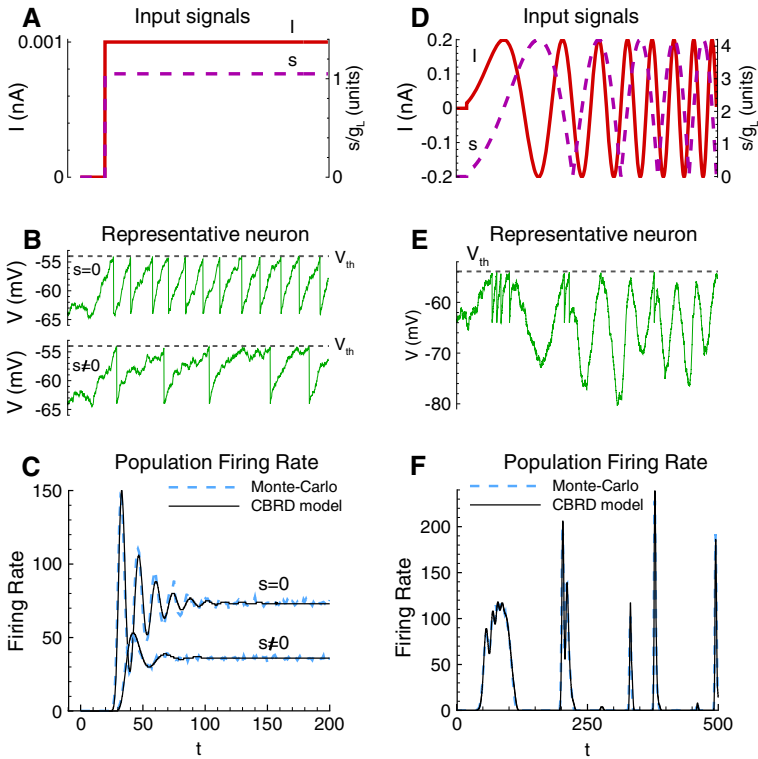 A
Input signals
I (nA)
0.001
0
I
s
s/g_L (units)
1
0
B
Representative neuron
V (mV)
-55
-60
-65
s=0
V_th
V (mV)
-55
-60
-65
s≠0
V_th
C
Population Firing Rate
Monte-Carlo
CBRD model
Firing Rate
150
100
50
0
s=0
s≠0
0 50 100 150 200
t
D
Input signals
I (nA)
0.2
0.1
0
-0.1
-0.2
I
s
s/g_L (units)
4
3
2
1
0
E
Representative neuron
V_th
V (mV)
-60
-70
-80
F
Population Firing Rate
Monte-Carlo
CBRD model
Firing Rate
200
150
100
50
0
0 250 500
t